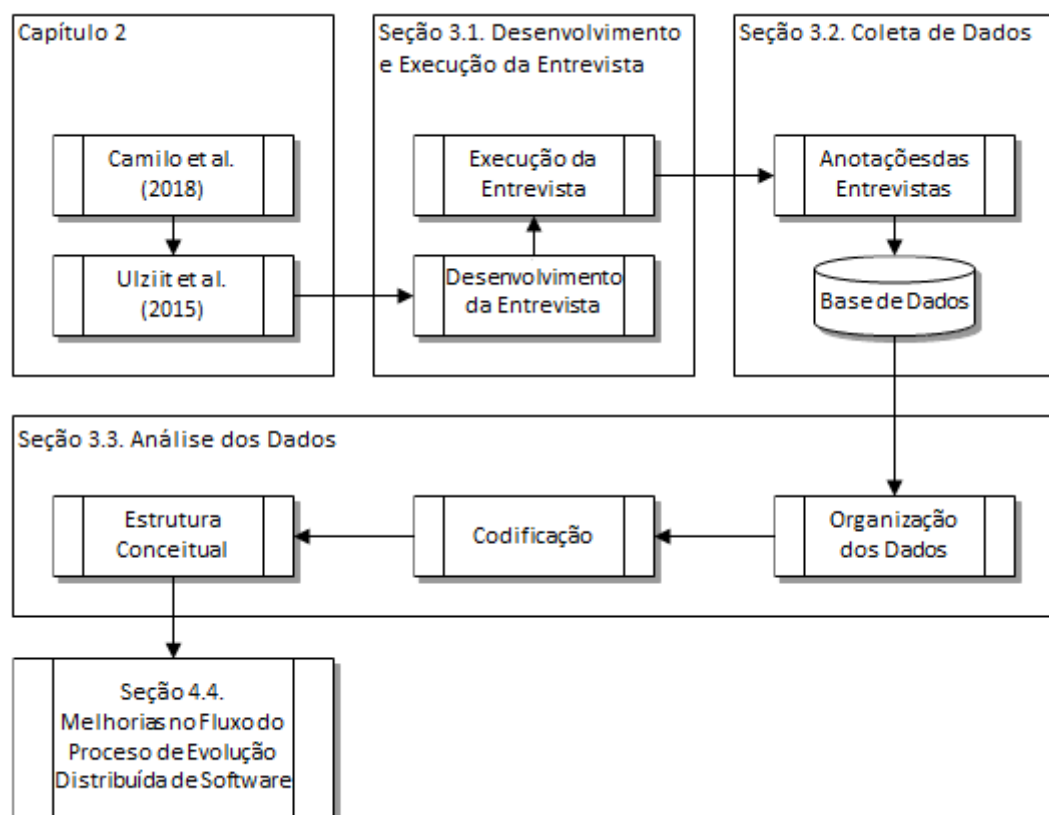 Capítulo 2
Camilo et al.
(2018)
Ulziit et al.
(2015)
Seção 3.1. Desenvolvimento
e Execução da Entrevista
Execução da
Entrevista
Desenvolvimento
da Entrevista
Seção 3.2. Coleta de Dados
Anotaçõesdas
Entrevistas
Base de Dados
Seção 3.3. Análise dos Dados
Organização
dos Dados
Codificação
Estrutura
Conceitual
Seção 4.4.
Melhorias no Fluxo do
Proceso de Evolução
Distribuída de Software